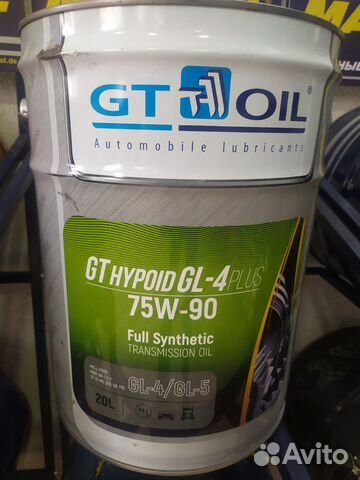 GT OIL®
Automobile lubricants
GT HYPOID GL-4 PLUS
75W-90
Full Synthetic
TRANSMISSION OIL
GL-4/GL-5
20L
Avito